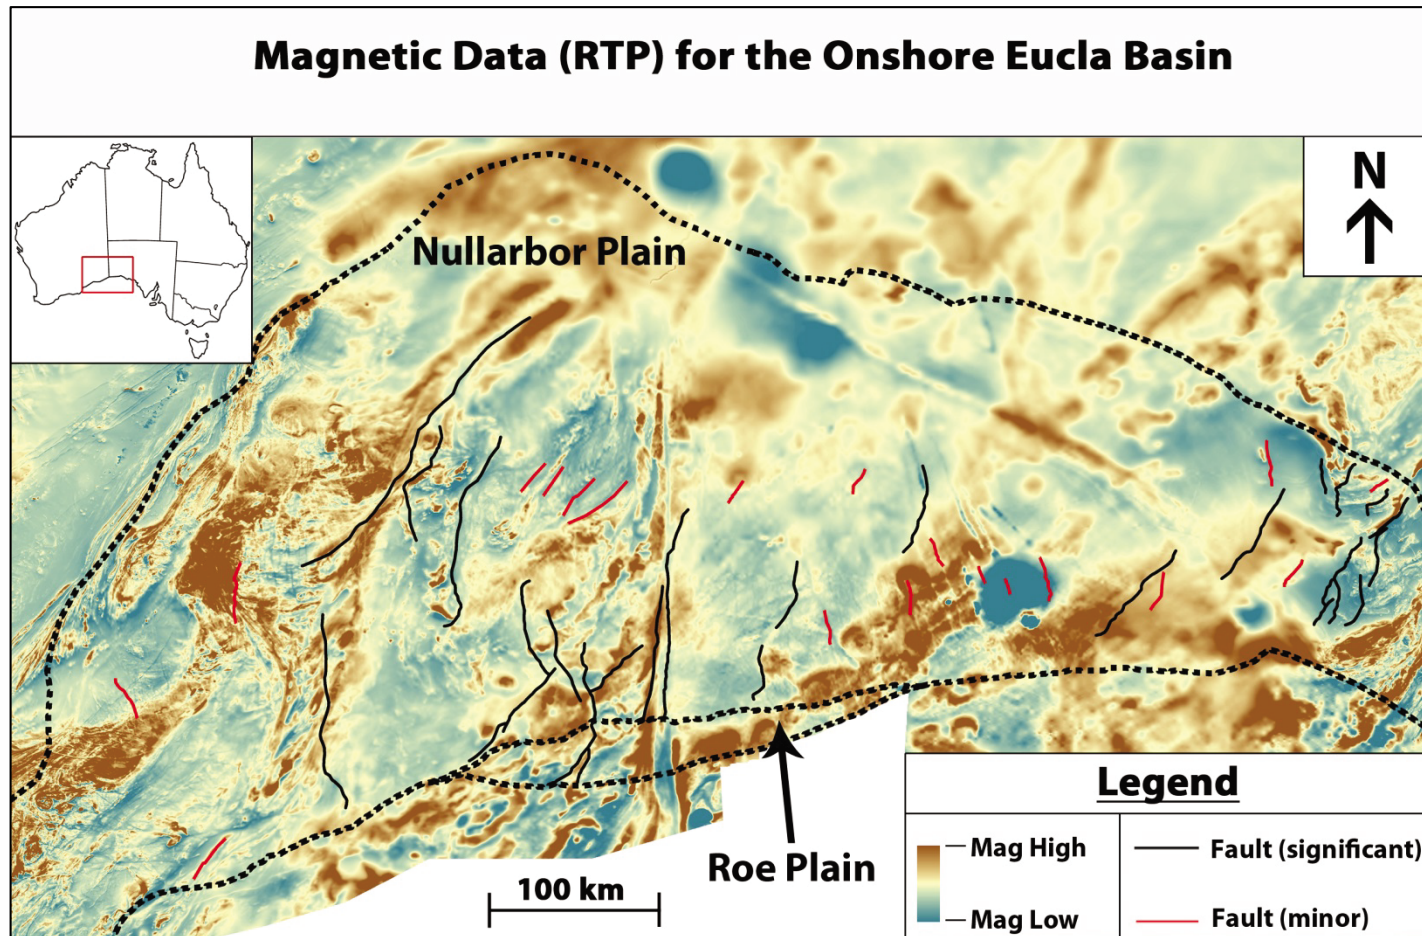 Magnetic Data (RTP) for the Onshore Eucla Basin
N
Nullarbor Plain
Roe Plain
100 km
Legend
Mag High
Mag Low
Fault (significant)
Fault (minor)